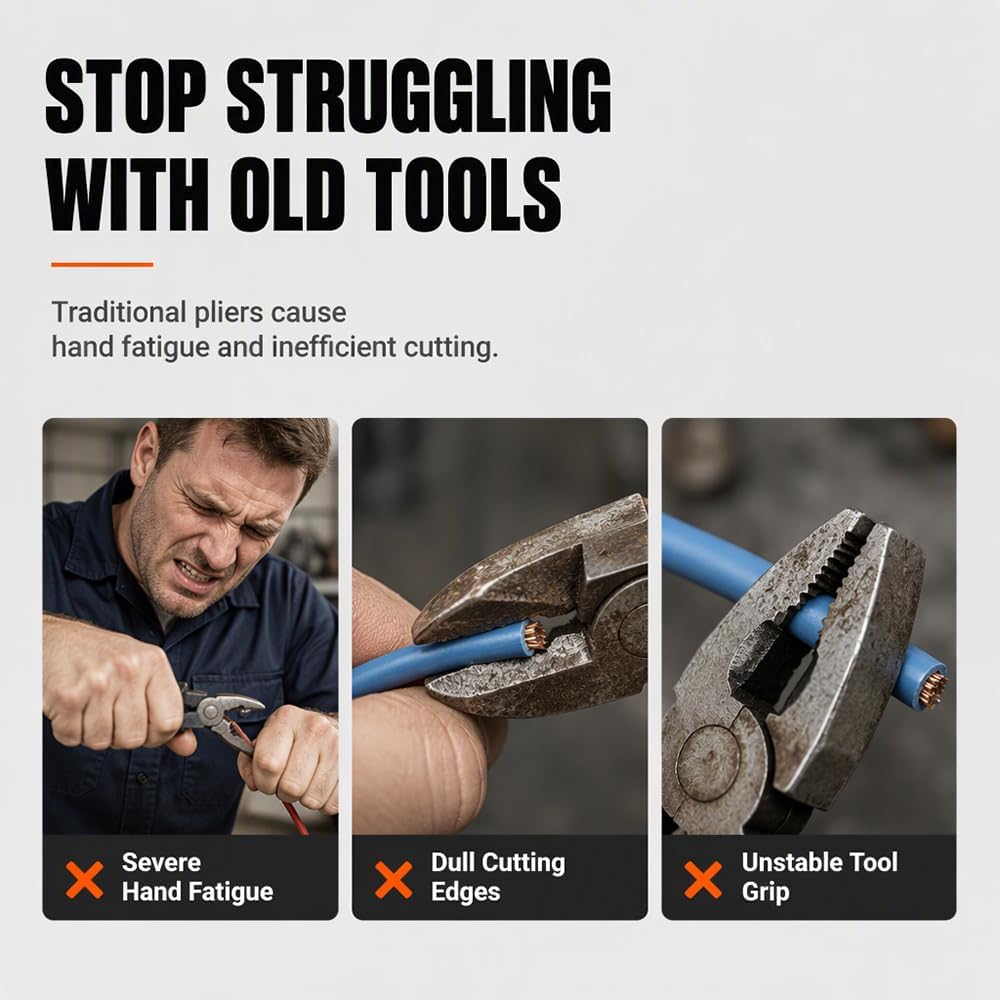 STOP STRUGGLING
WITH OLD TOOLS
Traditional pliers cause
hand fatigue and inefficient cutting.
Severe
Hand Fatigue
Dull Cutting
Edges
Unstable Tool
Grip